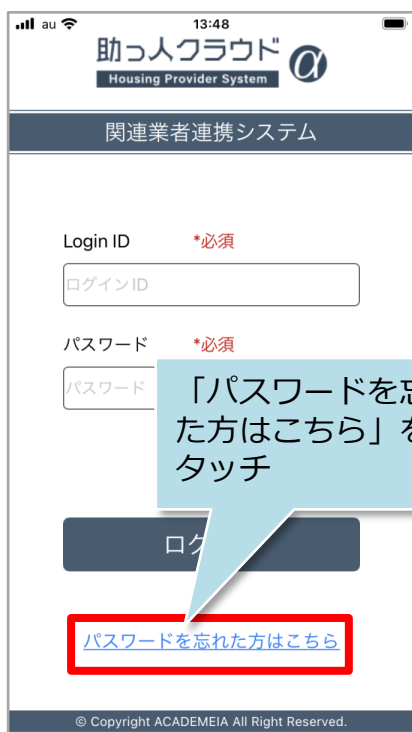 au 13:48
助っ人クラウド α
Housing Provider System
関連業者連携システム
Login ID *必須
ログインID
パスワード *必須
パスワード
「パスワードを忘
た方はこちら」を
タッチ
ログ
パスワードを忘れた方はこちら
© Copyright ACADEMEIA All Right Reserved.